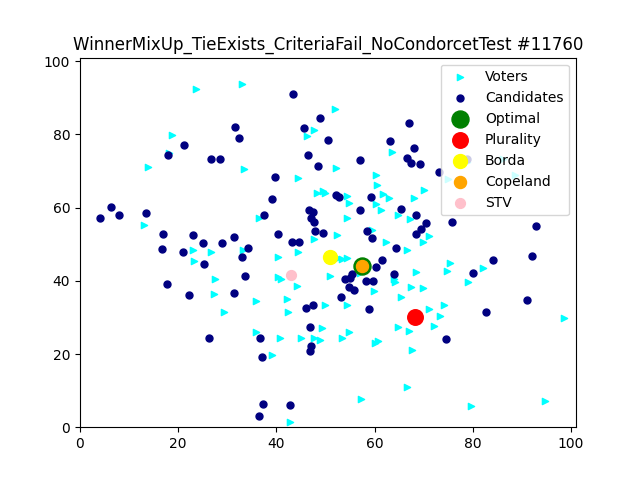 WinnerMixUp_TieExists_CriteriaFail_NoCondorcetTest #11760
100
80
60
40
20
0
0 20 40 60 80 100
Voters
Candidates
Optimal
Plurality
Borda
Copeland
STV